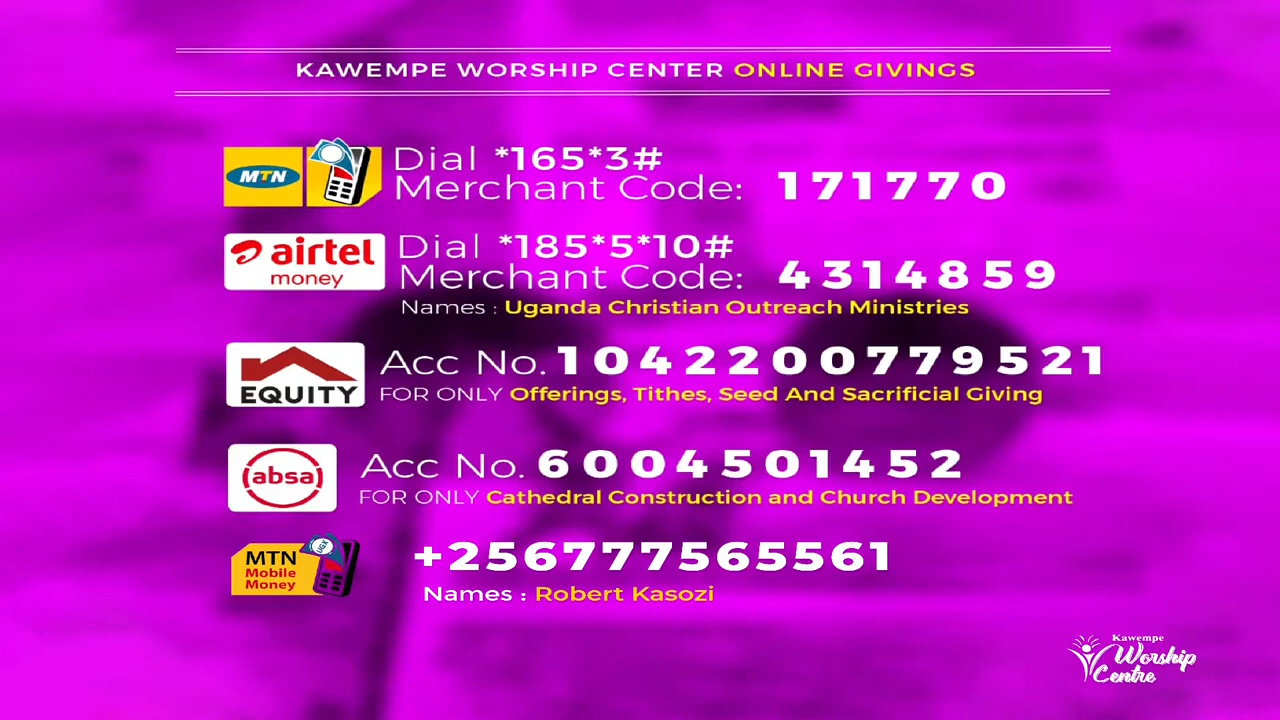 KAWEMPE WORSHIP CENTER ONLINE GIVINGS
MTN
Dial *165*3#
Merchant Code: 171770
airtel
money
Dial *185*5*10#
Merchant Code: 4314859
Names : Uganda Christian Outreach Ministries
EQUITY
Acc No. 1042200779521
FOR ONLY Offerings, Tithes, Seed And Sacrificial Giving
absa
Acc No. 6004501452
FOR ONLY Cathedral Construction and Church Development
MTN
Mobile
Money
UGX
+256777565561
Names : Robert Kasozi
Kawempe
Worship
Centre